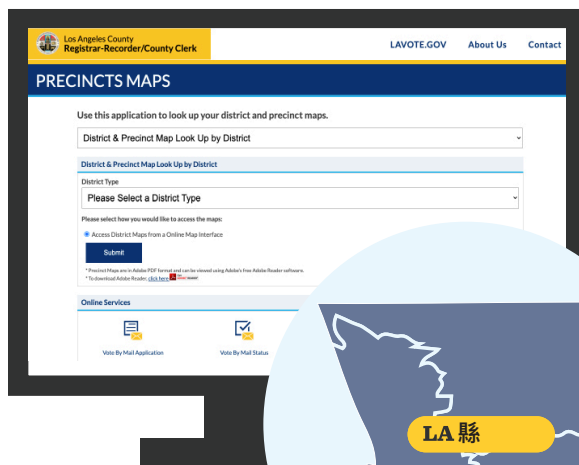 Los Angeles County
Registrar-Recorder/County Clerk
LAVOTE.GOV About Us Contact
PRECINCTS MAPS
Use this application to look up your district and precinct maps.
District & Precinct Map Look Up by District
District & Precinct Map Look Up by District
District Type
Please Select a District Type
Please select how you would like to access the maps:
Access District Maps from a Online Map Interface
Submit
* Precinct Maps are in Adobe PDF format and can be viewed using Adobe's free Adobe Reader software.
* To download Adobe Reader, click here
Online Services
Vote By Mail Application Vote By Mail Status
LA 縣